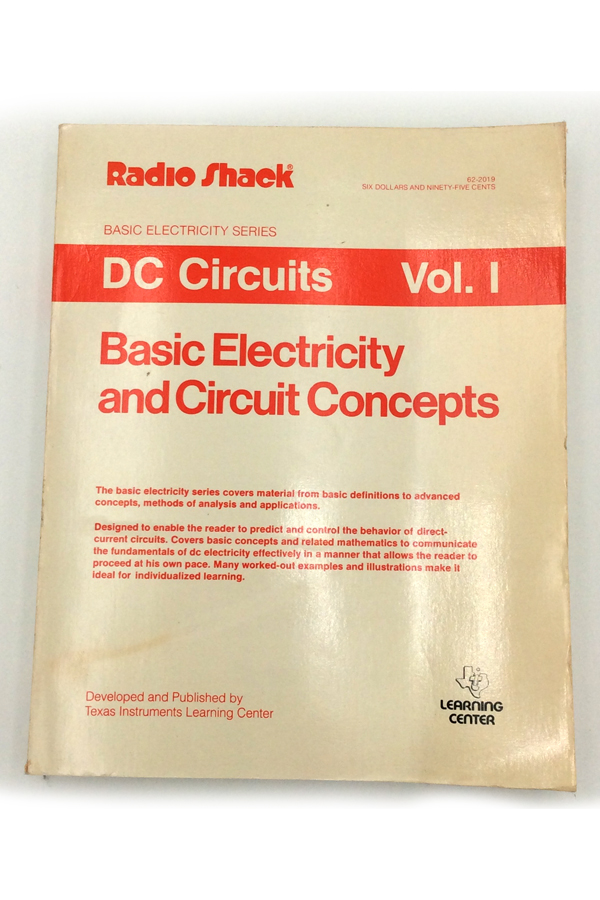 Radio Shack®
62-2019
SIX DOLLARS AND NINETY-FIVE CENTS
BASIC ELECTRICITY SERIES
DC Circuits Vol. I
Basic Electricity
and Circuit Concepts
The basic electricity series covers material from basic definitions to advanced
concepts, methods of analysis and applications.
Designed to enable the reader to predict and control the behavior of direct-
current circuits. Covers basic concepts and related mathematics to communicate
the fundamentals of dc electricity effectively in a manner that allows the reader to
proceed at his own pace. Many worked-out examples and illustrations make it
ideal for individualized learning.
Developed and Published by
Texas Instruments Learning Center
LEARNING
CENTER